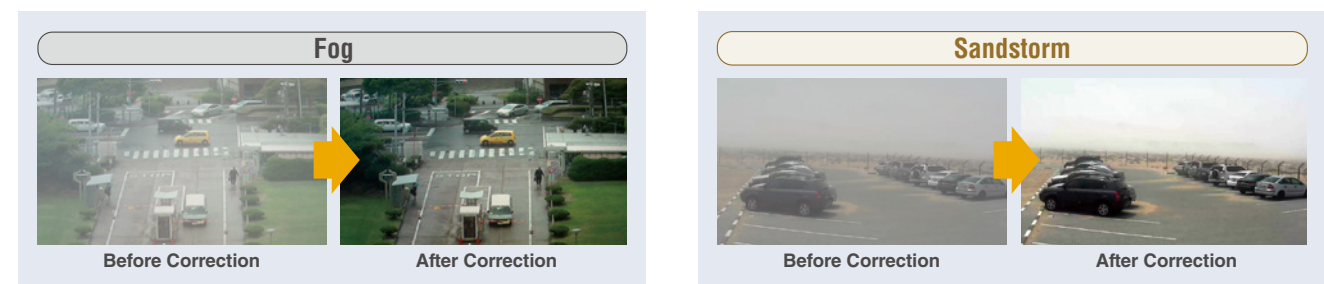 Fog
Before Correction
After Correction
Sandstorm
Before Correction
After Correction